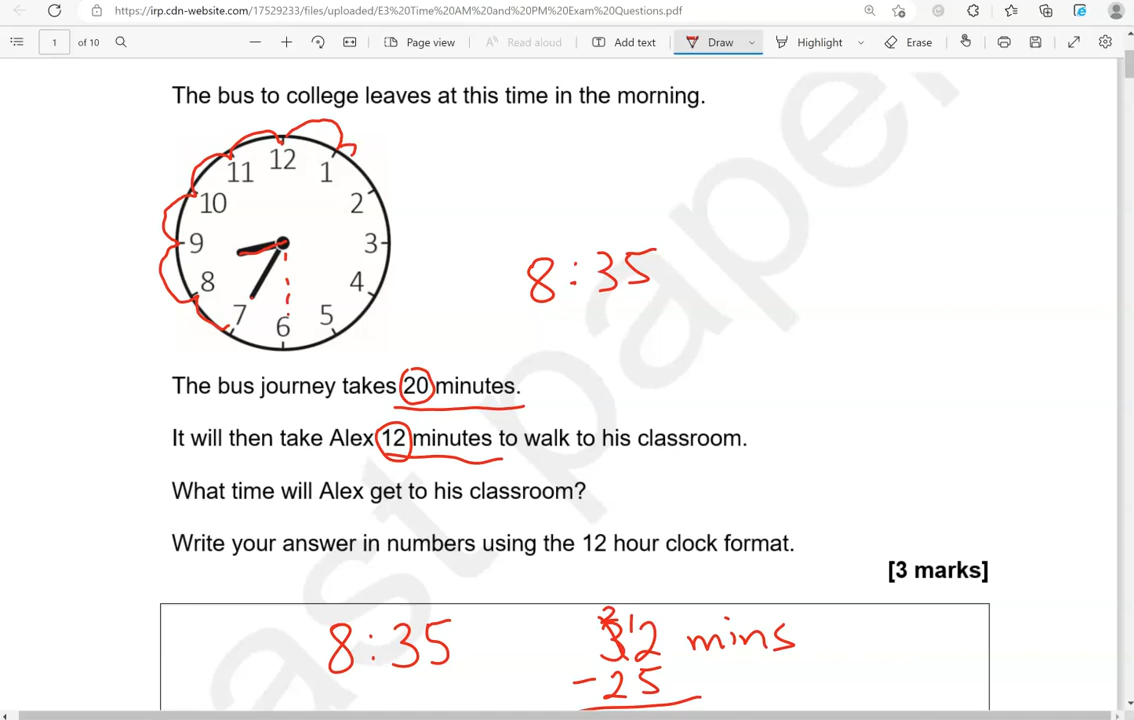 https://irp.cdn-website.com/17529233/files/uploaded/E3%20Time%20AM%20and%20PM%20Exam%20Questions.pdf
1 of 10
Page view
Read aloud
Add text
Draw
Highlight
Erase
The bus to college leaves at this time in the morning.
12
11 1
10 2
9 3
8 4
7 5
6
8:35
The bus journey takes 20 minutes.
It will then take Alex 12 minutes to walk to his classroom.
What time will Alex get to his classroom?
Write your answer in numbers using the 12 hour clock format.
[3 marks]
2 1
8:35 32 mins
-25
ast paper